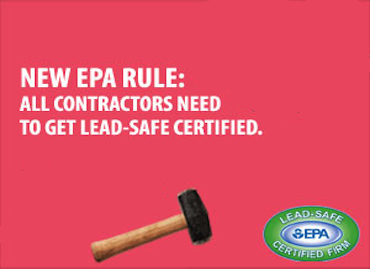 NEW EPA RULE:
ALL CONTRACTORS NEED
TO GET LEAD-SAFE CERTIFIED.
LEAD-SAFE
EPA
CERTIFIED FIRM